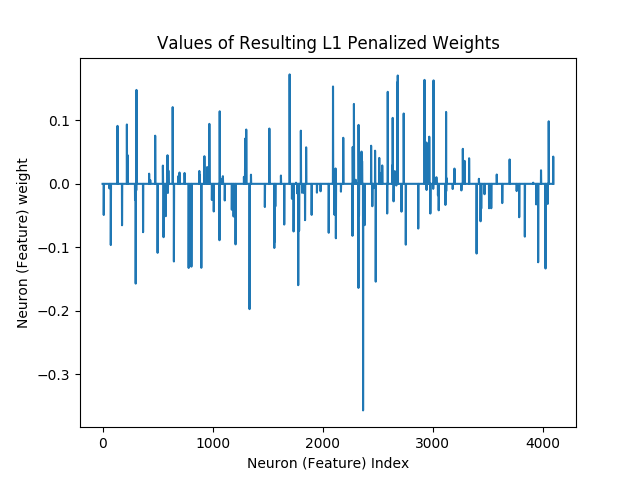 Values of Resulting L1 Penalized Weights
Neuron (Feature) weight
0.1
0.0
−0.1
−0.2
−0.3
0 1000 2000 3000 4000
Neuron (Feature) Index